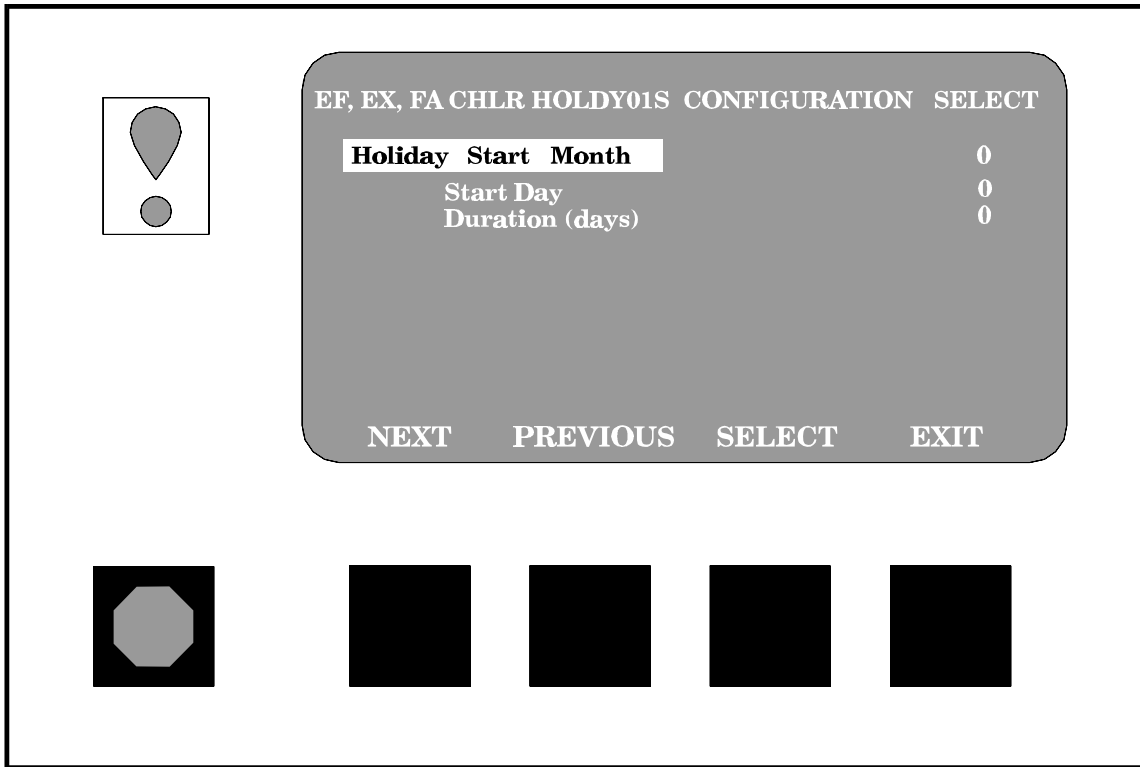 EF, EX, FA CHLR HOLDY01S CONFIGURATION SELECT
Holiday Start Month 0
Start Day 0
Duration (days) 0
NEXT PREVIOUS SELECT EXIT